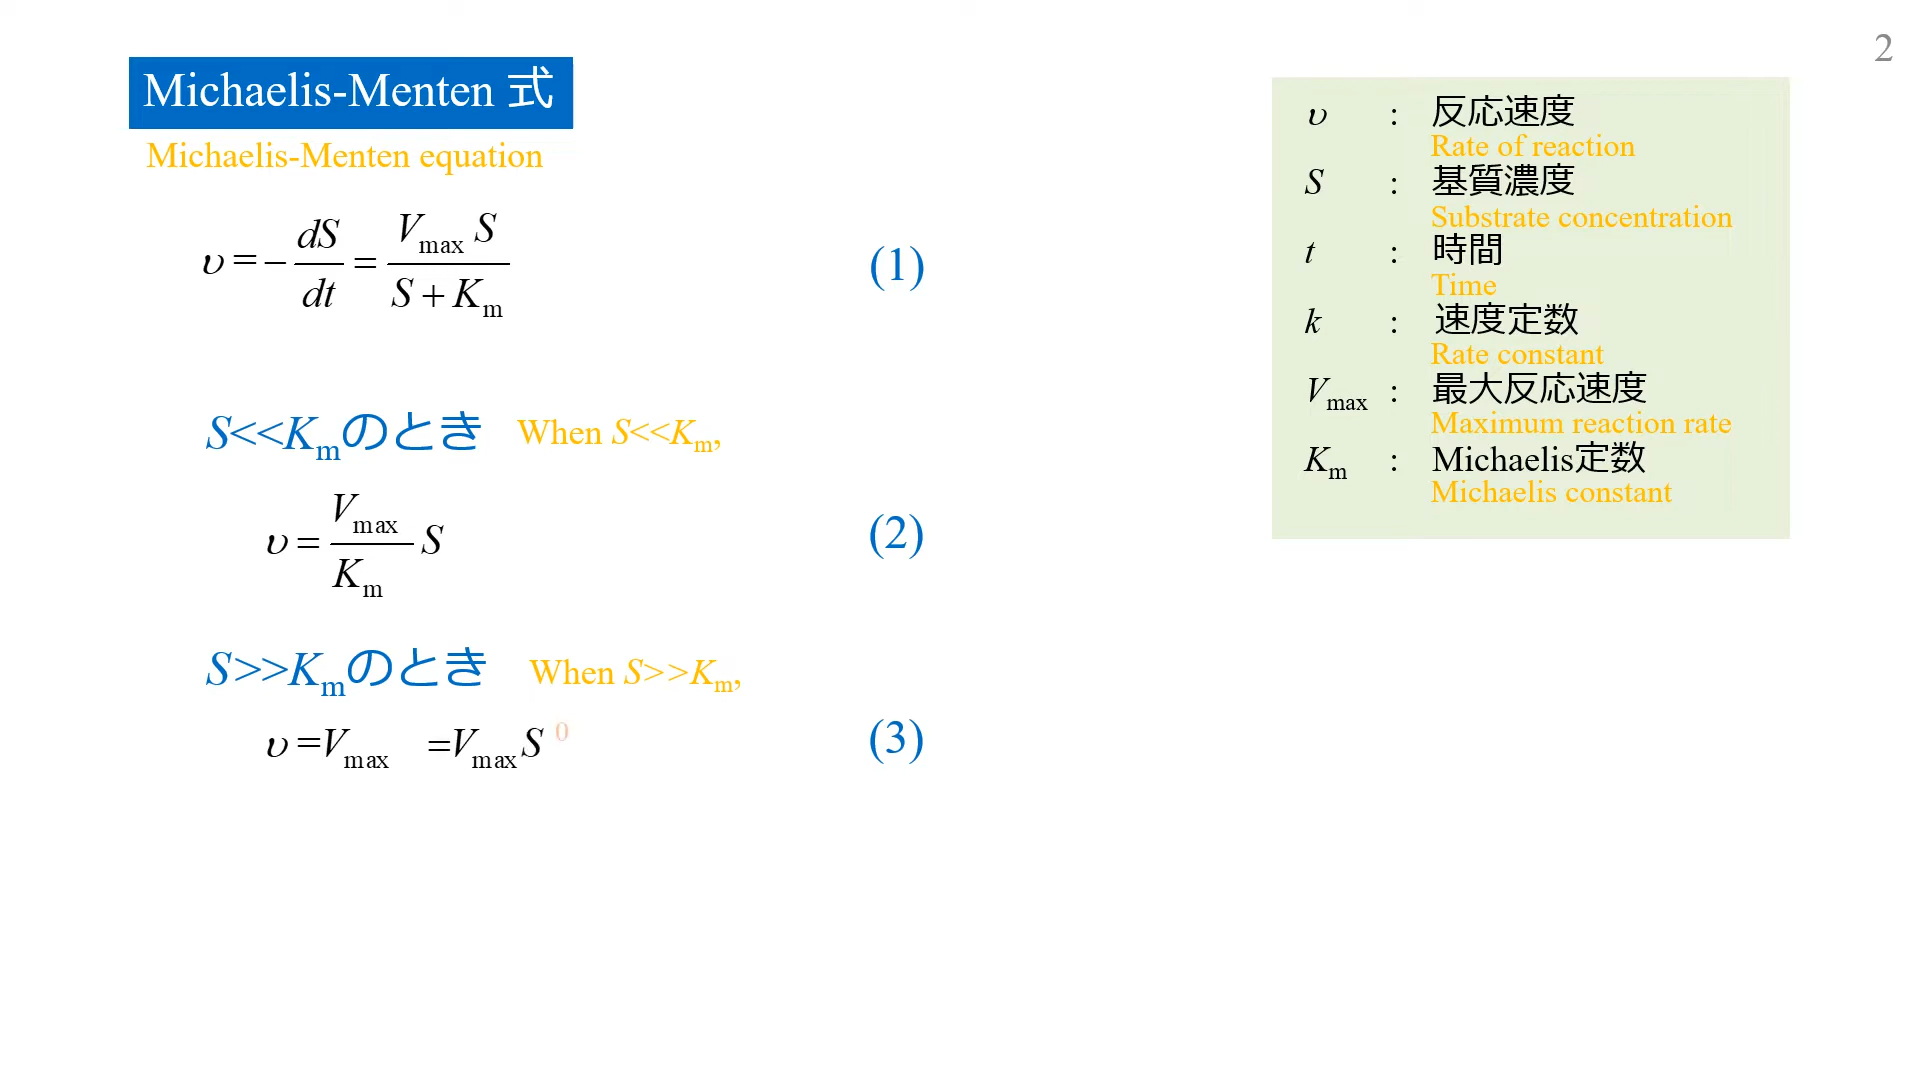 2
Michaelis-Menten 式
Michaelis-Menten equation
υ = − dS/dt = Vmax S / S + Km (1)
S<<Kmのとき When S<<Km,
υ = Vmax/Km S (2)
S>>Kmのとき When S>>Km,
υ =Vmax =VmaxS 0 (3)
υ : 反応速度
Rate of reaction
S : 基質濃度
Substrate concentration
t : 時間
Time
k : 速度定数
Rate constant
Vmax : 最大反応速度
Maximum reaction rate
Km : Michaelis定数
Michaelis constant